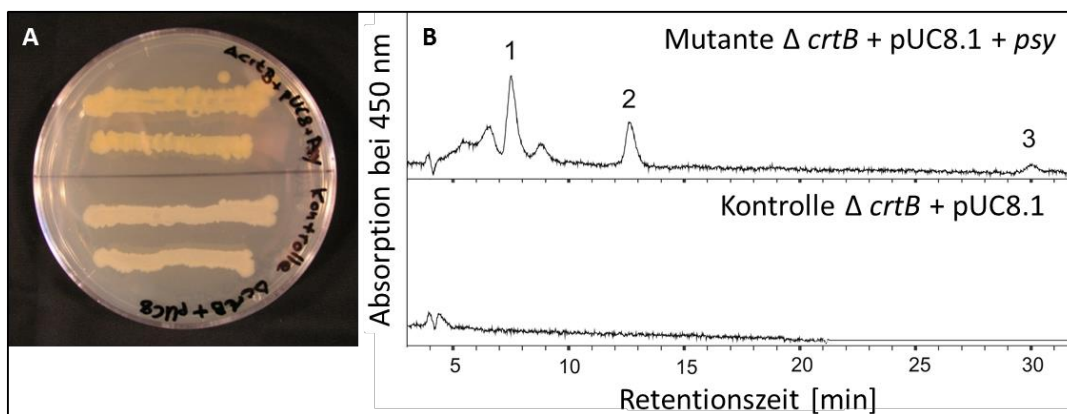 A
ΔcrtB+pUC8+Psy
Kontrolle
ΔcrtB + pUC8
B
Mutante Δ crtB + pUC8.1 + psy
1
2
3
Kontrolle Δ crtB + pUC8.1
Absorption bei 450 nm
5 10 15 20 25 30
Retentionszeit [min]